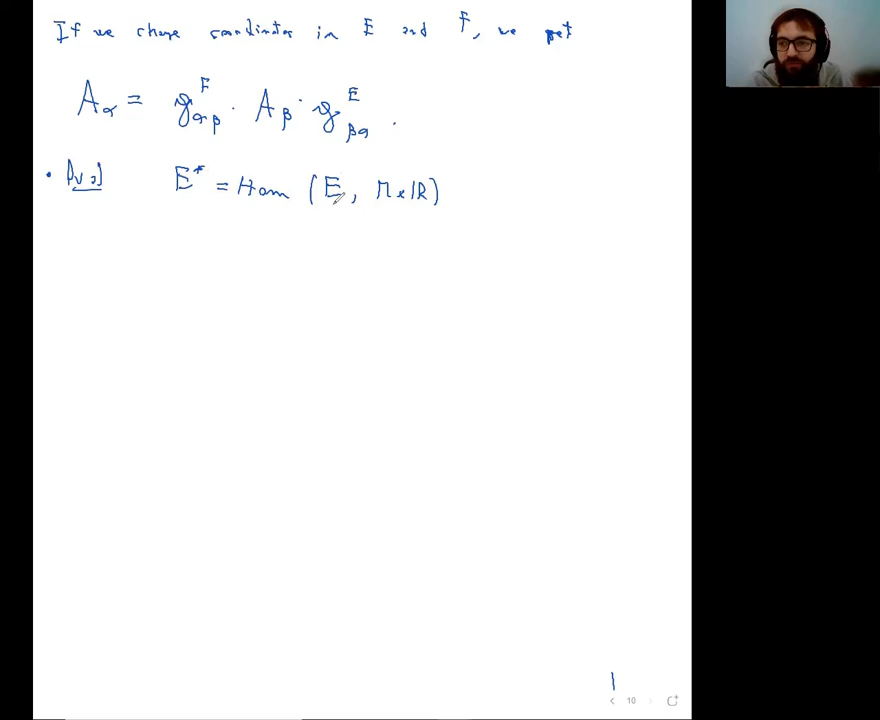 If we change coordinates in E and F, we get
A_α = g^F_αβ · A_β · g^E_βα .
• Dual E* = Hom (E, M×ℝ)
10